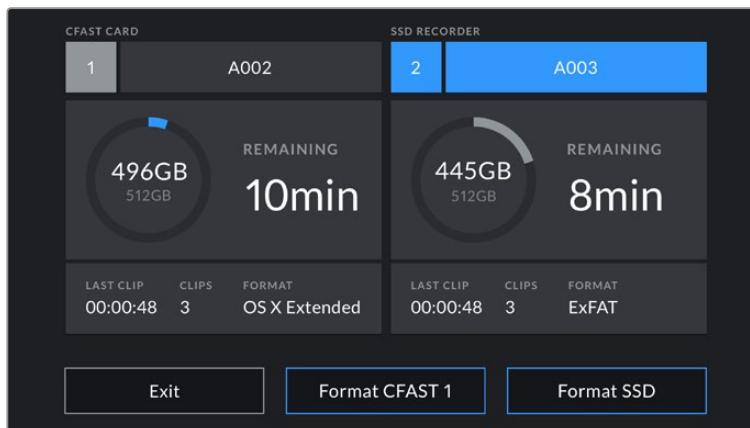 CFAST CARD
1 A002
496GB
512GB
REMAINING
10min
LAST CLIP CLIPS FORMAT
00:00:48 3 OS X Extended
SSD RECORDER
2 A003
445GB
512GB
REMAINING
8min
LAST CLIP CLIPS FORMAT
00:00:48 3 ExFAT
Exit Format CFAST 1 Format SSD